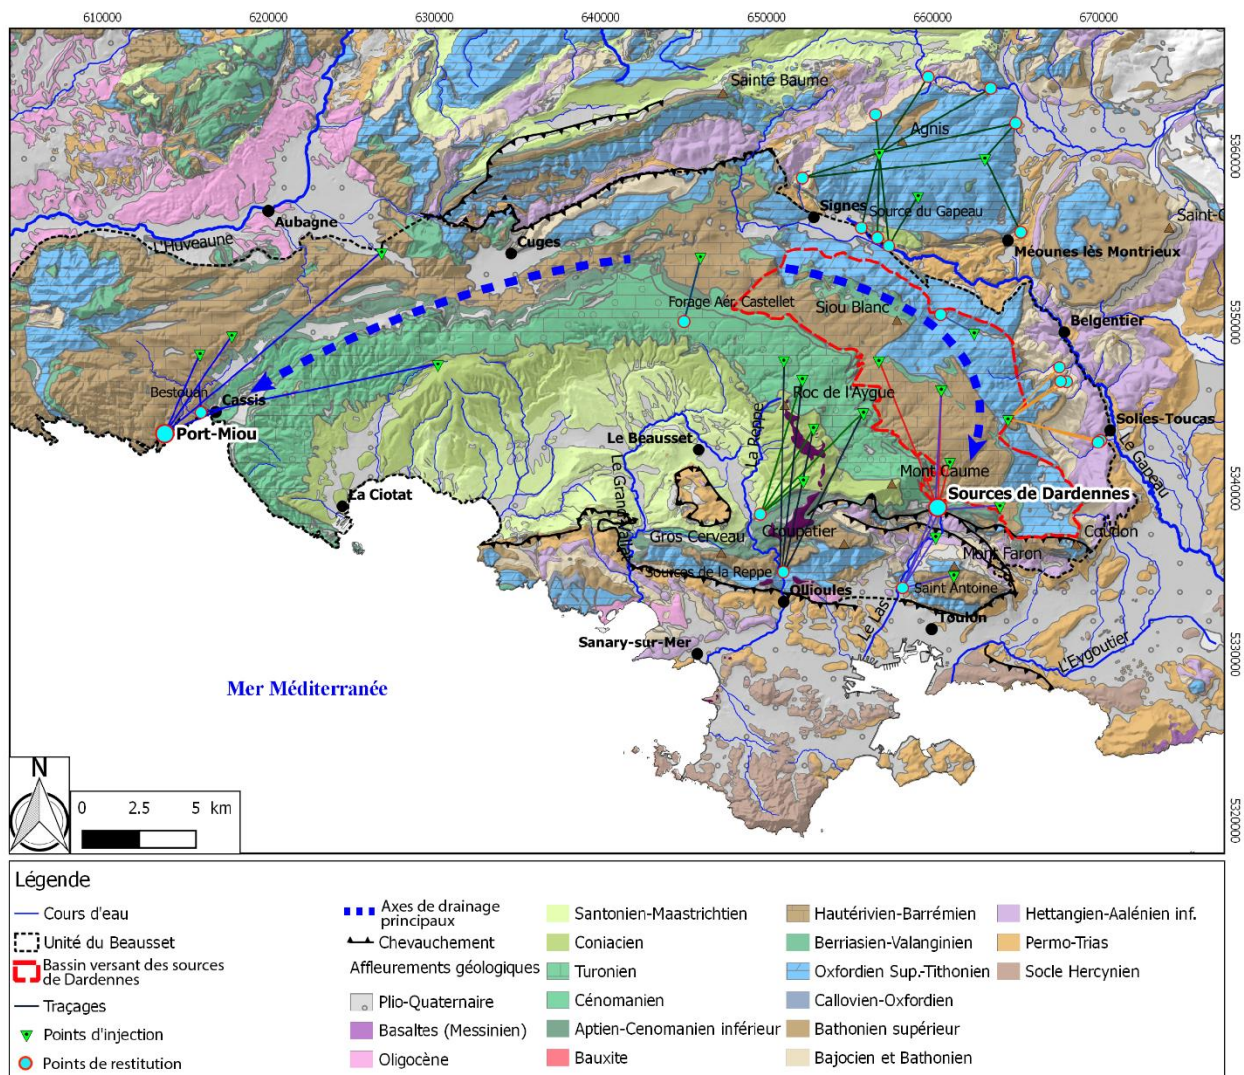 610000
620000
630000
640000
650000
660000
670000
Sainte Baume
Agnis
5360000
Aubagne
Signes
Source du Gapeau
L'Huveaune
Cuges
Méounes lès Montrieux
Forage Aér. Castellet
Siou Blanc
5350000
Belgentier
Bestouan
Cassis
Roc de l'Aygue
Port-Miou
La Reppe
Solies-Toucas
Le Beausset
Le Gapeau
Mont Caume
La Ciotat
Sources de Dardennes
5340000
Gros Cerveau
Croupatier
Coudon
Mont Faron
Sources de la Reppe
Saint Antoine
Ollioules
Le Las
Toulon
Sanary-sur-Mer
L'Eygoutier
5330000
Mer Méditerranée
N
0 2.5 5 km
5320000
Légende
Cours d'eau
Unité du Beausset
Bassin versant des sources
de Dardennes
Traçages
Points d'injection
Points de restitution
Axes de drainage
principaux
Chevauchement
Affleurements géologiques
Plio-Quaternaire
Basaltes (Messinien)
Oligocène
Santonien-Maastrichtien
Coniacien
Turonien
Cénomanien
Aptien-Cenomanien inférieur
Bauxite
Hautérivien-Barrémien
Berriasien-Valanginien
Oxfordien Sup.-Tithonien
Callovien-Oxfordien
Bathonien supérieur
Bajocien et Bathonien
Hettangien-Aalénien inf.
Permo-Trias
Socle Hercynien